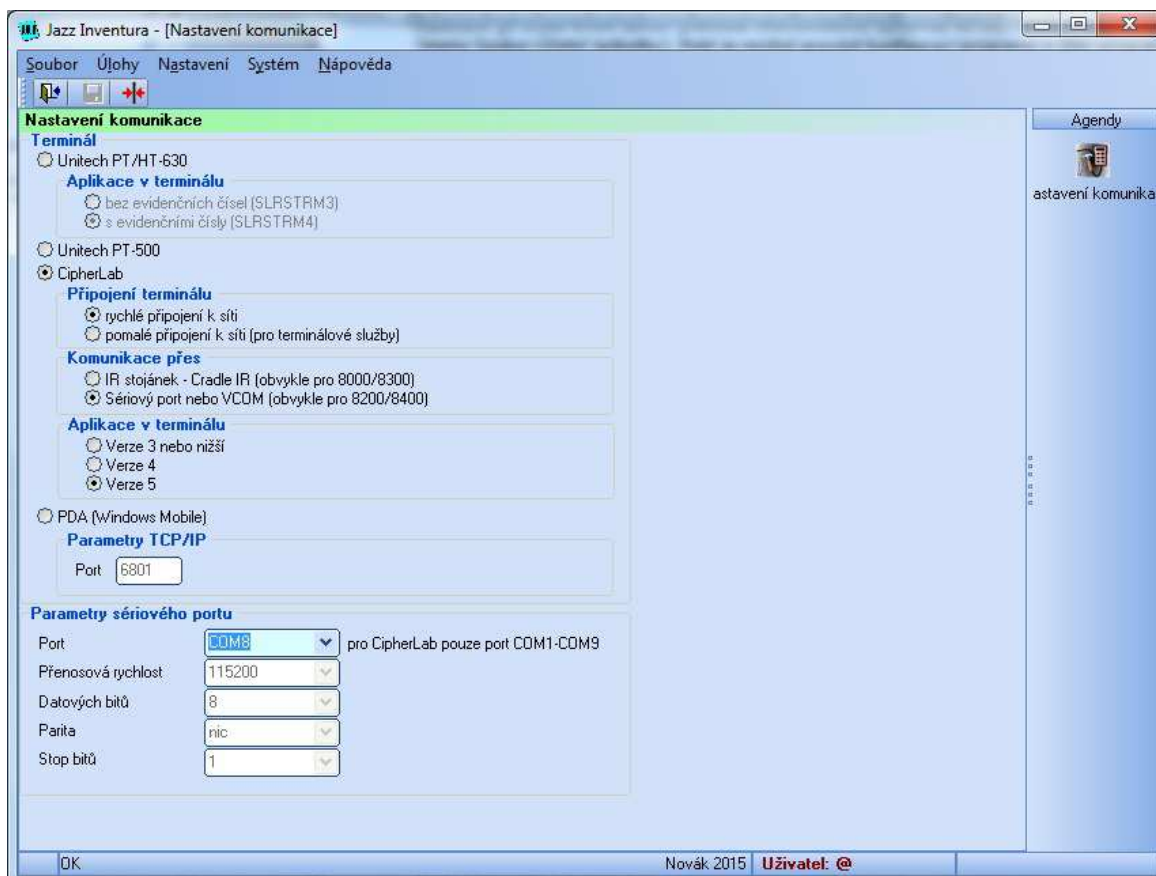 Jazz Inventura - [Nastavení komunikace]
Soubor Úlohy Nastavení Systém Nápověda
Nastavení komunikace
Agendy
astavení komunika
Terminál
Unitech PT/HT-630
Aplikace v terminálu
bez evidenčních čísel (SLRSTRM3)
s evidenčními čísly (SLRSTRM4)
Unitech PT-500
CipherLab
Připojení terminálu
rychlé připojení k síti
pomalé připojení k síti (pro terminálové služby)
Komunikace přes
IR stojánek - Cradle IR (obvykle pro 8000/8300)
Sériový port nebo VCOM (obvykle pro 8200/8400)
Aplikace v terminálu
Verze 3 nebo nižší
Verze 4
Verze 5
PDA (Windows Mobile)
Parametry TCP/IP
Port 6801
Parametry sériového portu
Port COM8 pro CipherLab pouze port COM1-COM9
Přenosová rychlost 115200
Datových bitů 8
Parita nic
Stop bitů 1
OK Novák 2015 Uživatel: @